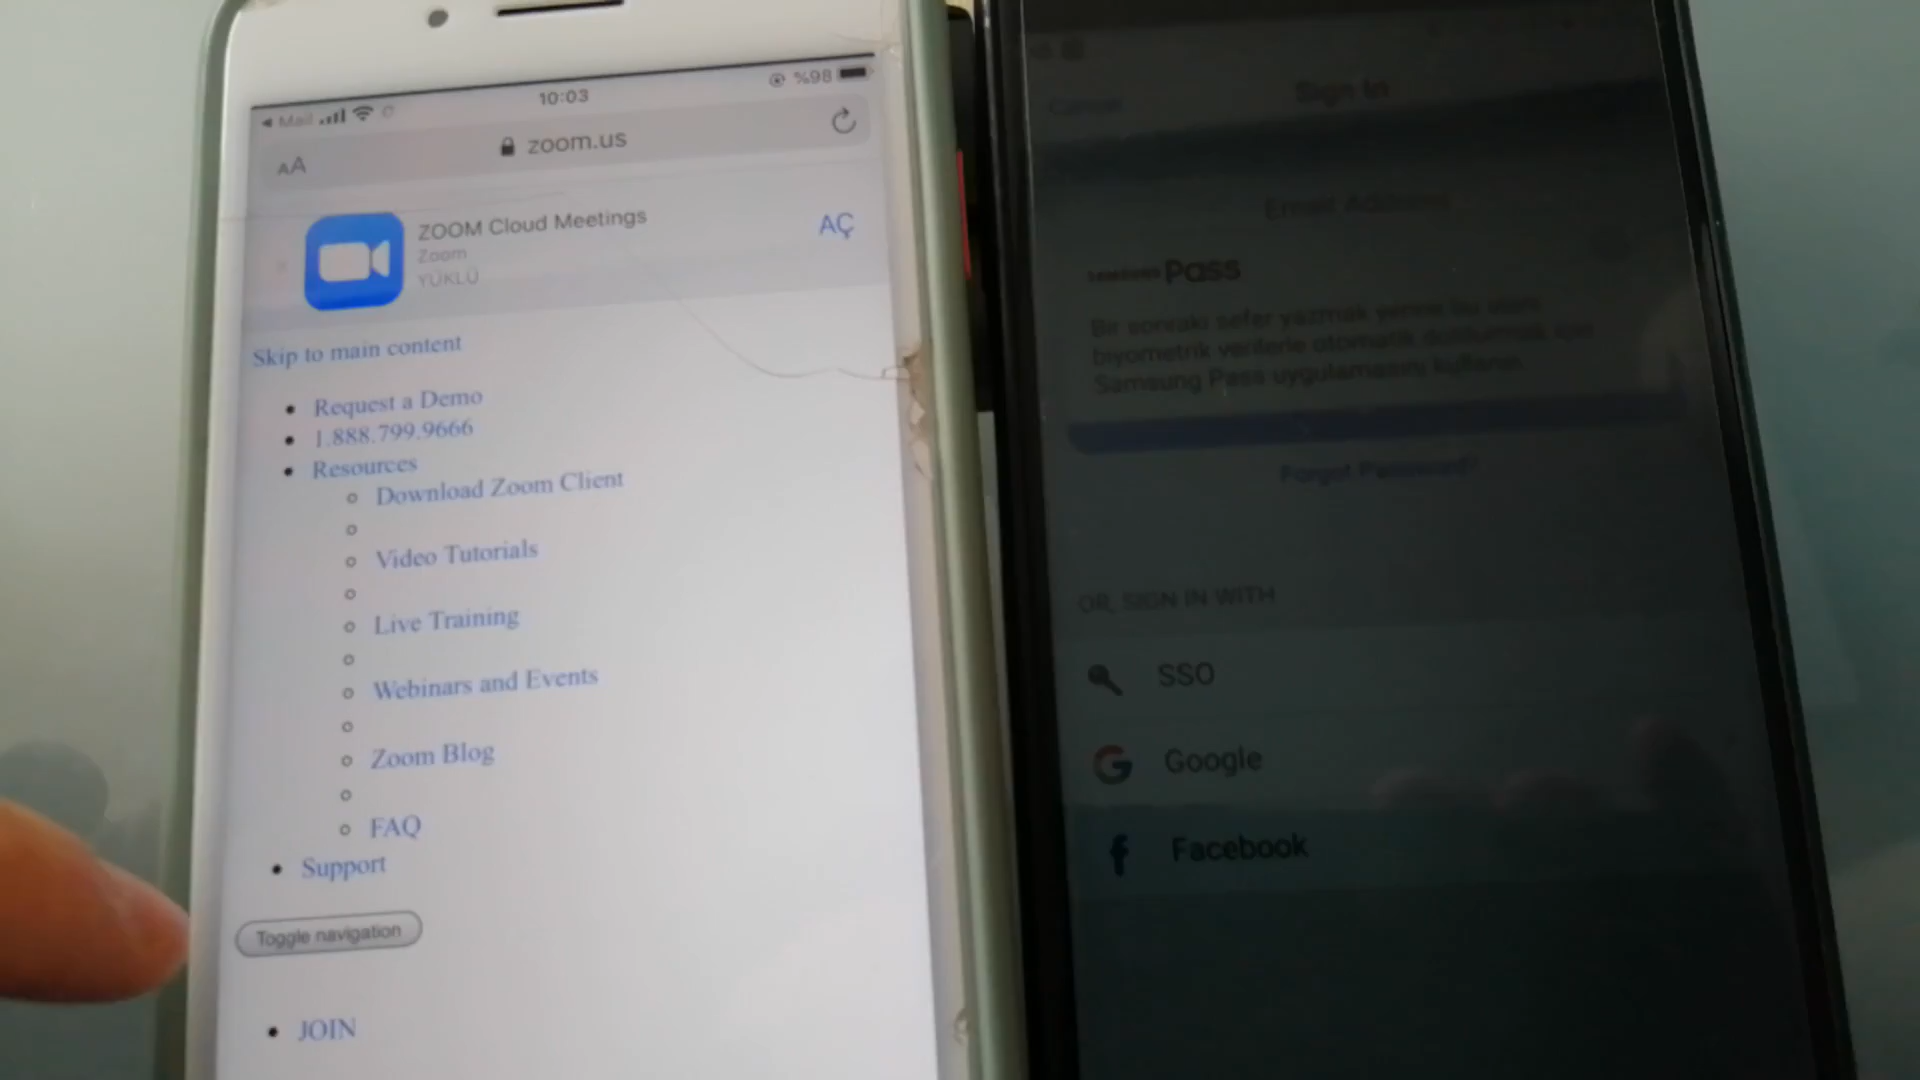 Mail
10:03
%98
AA
zoom.us
ZOOM Cloud Meetings
Zoom
YÜKLÜ
AÇ
Skip to main content
Request a Demo
1.888.799.9666
Resources
Download Zoom Client
Video Tutorials
Live Training
Webinars and Events
Zoom Blog
FAQ
Support
Toggle navigation
JOIN
Cancel
Sign In
Email Address
SAMSUNG Pass
Bir sonraki sefer yazmak yerine bu alanı
biyometrik verilerle otomatik doldurmak için
Samsung Pass uygulamasını kullanın.
Forgot Password?
OR, SIGN IN WITH
SSO
Google
Facebook